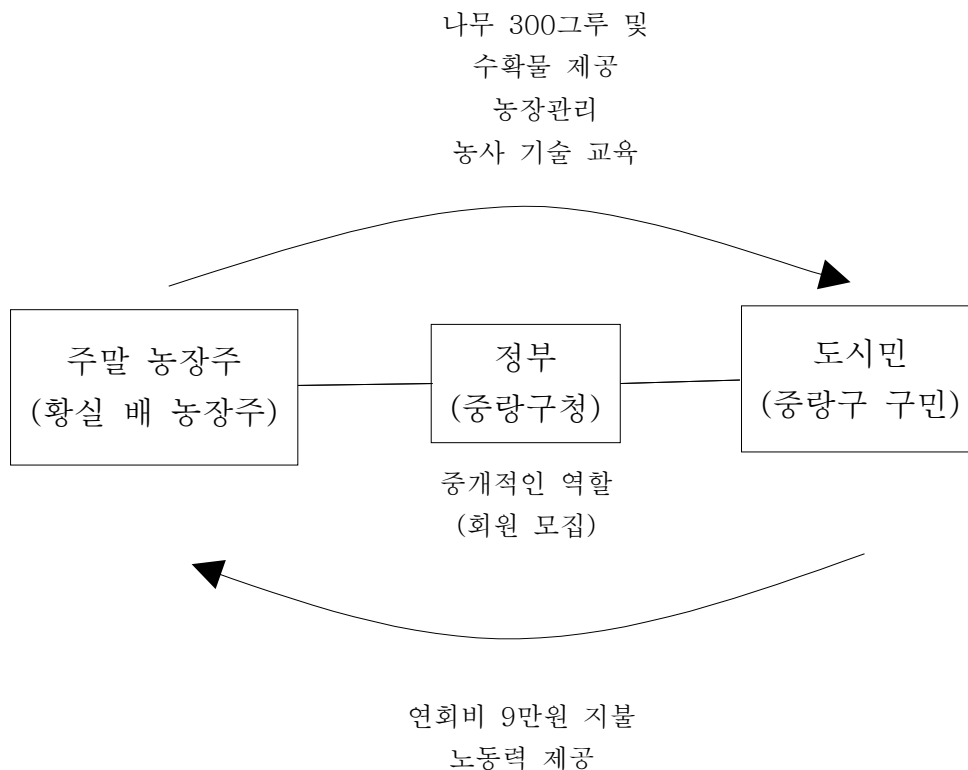 나무 300그루 및
수확물 제공
농장관리
농사 기술 교육
주말 농장주
(황실 배 농장주)
정부
(중랑구청)
도시민
(중랑구 구민)
중개적인 역할
(회원 모집)
연회비 9만원 지불
노동력 제공